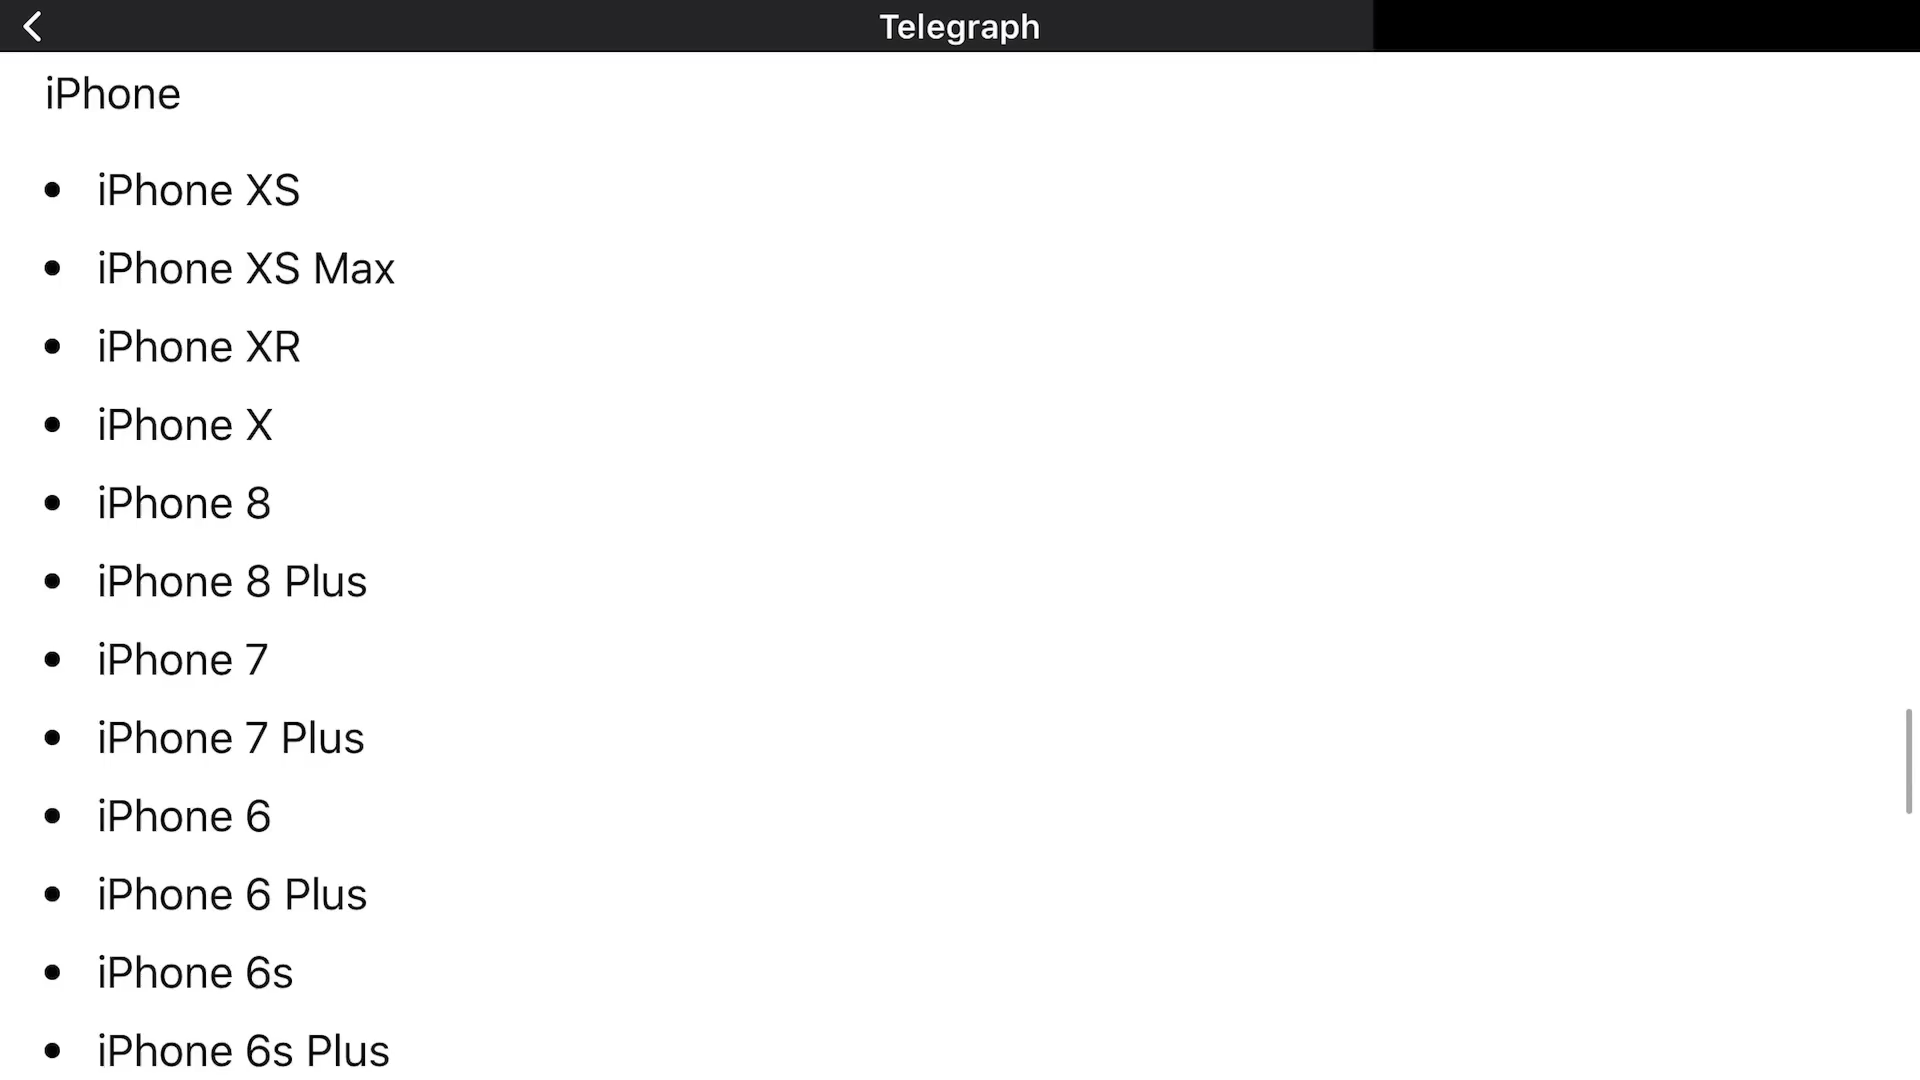 Telegraph
iPhone
• iPhone XS
• iPhone XS Max
• iPhone XR
• iPhone X
• iPhone 8
• iPhone 8 Plus
• iPhone 7
• iPhone 7 Plus
• iPhone 6
• iPhone 6 Plus
• iPhone 6s
• iPhone 6s Plus